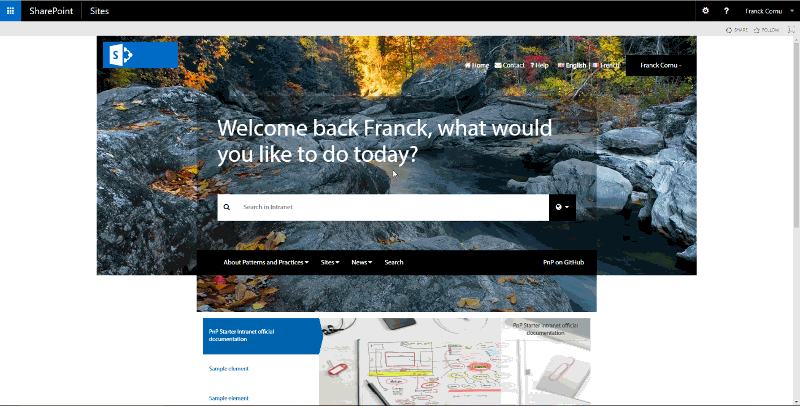 SharePoint Sites ? Franck Cornu
SHARE FOLLOW
S
Home Contact ? Help English | French Franck Cornu
Welcome back Franck, what would
you like to do today?
Search in Intranet
About Patterns and Practices Sites News Search PnP on GitHub
PnP Starter Intranet official
documentation
PnP Starter Intranet official
documentation
Sample element
Sample element